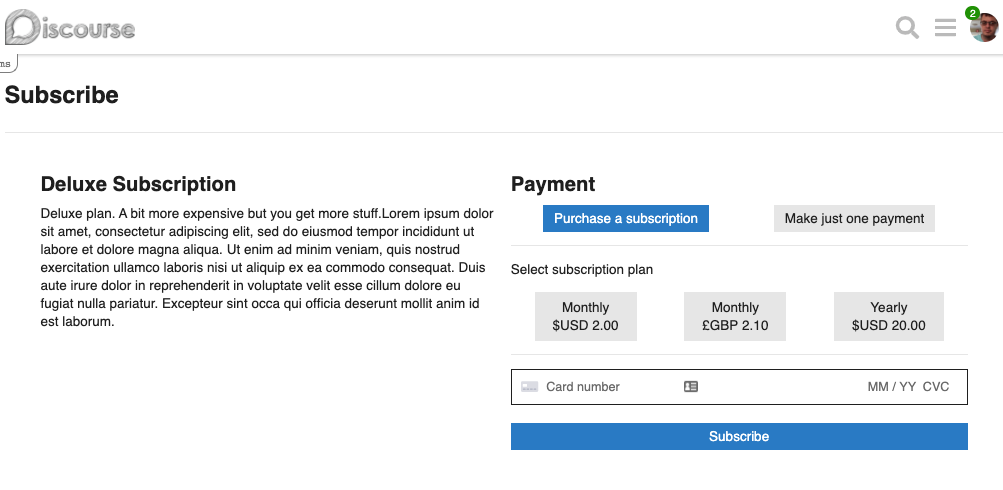 Discourse
2
ms
Subscribe
Deluxe Subscription
Deluxe plan. A bit more expensive but you get more stuff.Lorem ipsum dolor
sit amet, consectetur adipiscing elit, sed do eiusmod tempor incididunt ut
labore et dolore magna aliqua. Ut enim ad minim veniam, quis nostrud
exercitation ullamco laboris nisi ut aliquip ex ea commodo consequat. Duis
aute irure dolor in reprehenderit in voluptate velit esse cillum dolore eu
fugiat nulla pariatur. Excepteur sint occa qui officia deserunt mollit anim id
est laborum.
Payment
Purchase a subscription
Make just one payment
Select subscription plan
Monthly
$USD 2.00
Monthly
£GBP 2.10
Yearly
$USD 20.00
Card number
MM / YY CVC
Subscribe